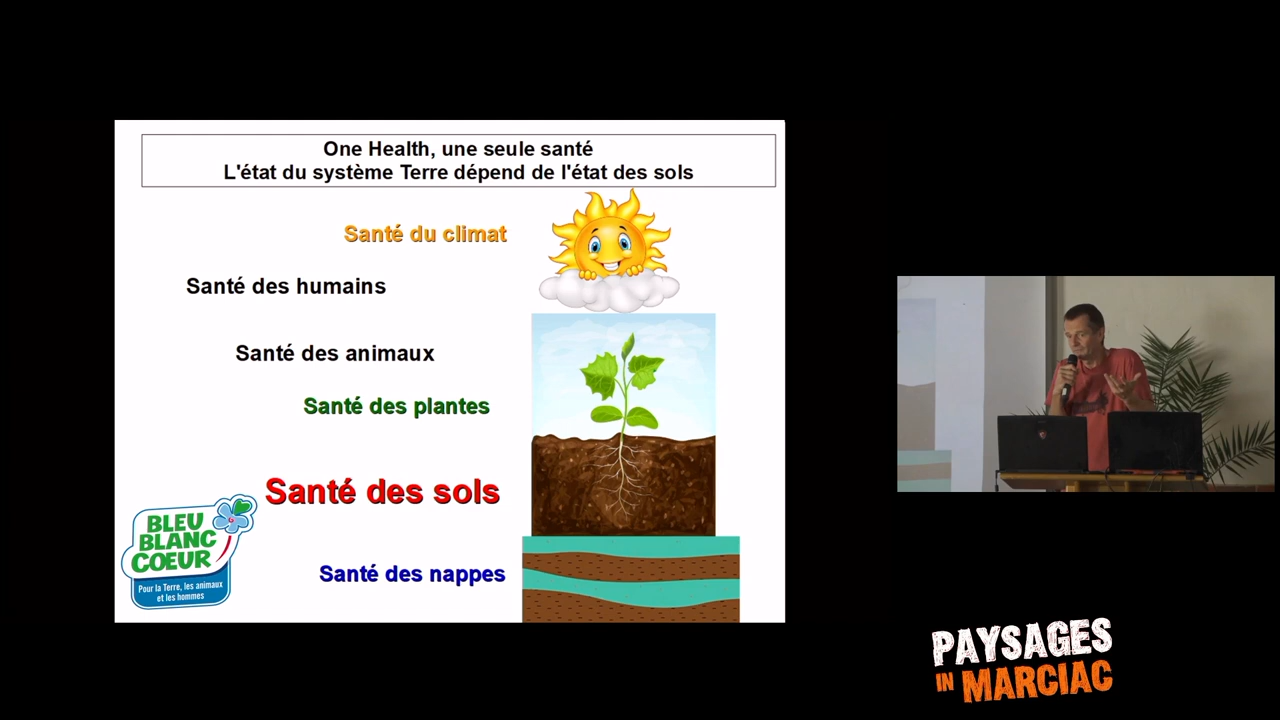 One Health, une seule santé
L'état du système Terre dépend de l'état des sols
Santé du climat
Santé des humains
Santé des animaux
Santé des plantes
Santé des sols
Santé des nappes
BLEU
BLANC
COEUR
Pour la Terre, les animaux
et les hommes
PAYSAGES
IN MARCIAC